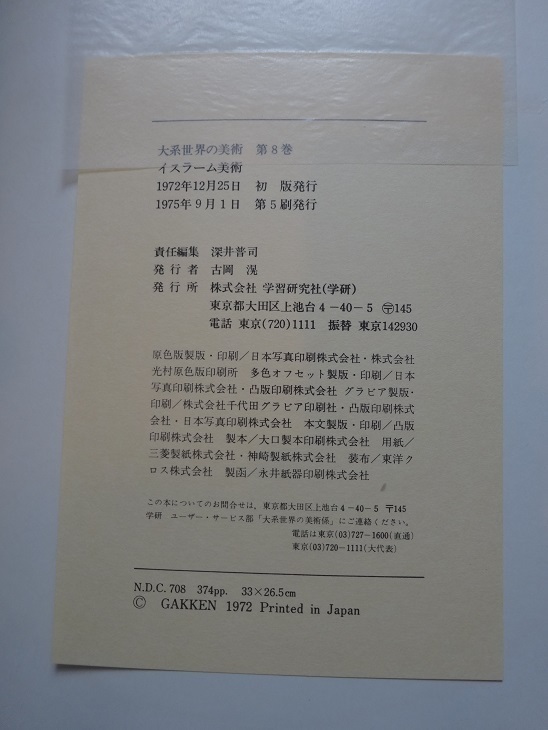 大系世界の美術　第8巻
イスラーム美術
1972年12月25日　初　版発行
1975年9月1日　第5刷発行
責任編集　深井晋司
発行者　古岡　滉
発行所　株式会社 学習研究社(学研)
東京都大田区上池台4-40-5 〶145
電話 東京(720)1111　振替 東京142930
原色版製版・印刷／日本写真印刷株式会社・株式会社
光村原色版印刷所　多色オフセット製版・印刷／日本
写真印刷株式会社・凸版印刷株式会社 グラビア製版・
印刷／株式会社千代田グラビア印刷社・凸版印刷株式
会社・日本写真印刷株式会社　本文製版・印刷／凸版
印刷株式会社　製本／大口製本印刷株式会社　用紙／
三菱製紙株式会社・神崎製紙株式会社　装布／東洋ク
ロス株式会社　製函／永井紙器印刷株式会社
この本についてのお問合せは，東京都大田区上池台4-40-5 〒145
学研　ユーザー・サービス部「大系世界の美術係」にご連絡ください。
電話は東京(03)727-1600(直通)
東京(03)720-1111(大代表)
N.D.C. 708　374pp.　33×26.5cm
© GAKKEN 1972 Printed in Japan